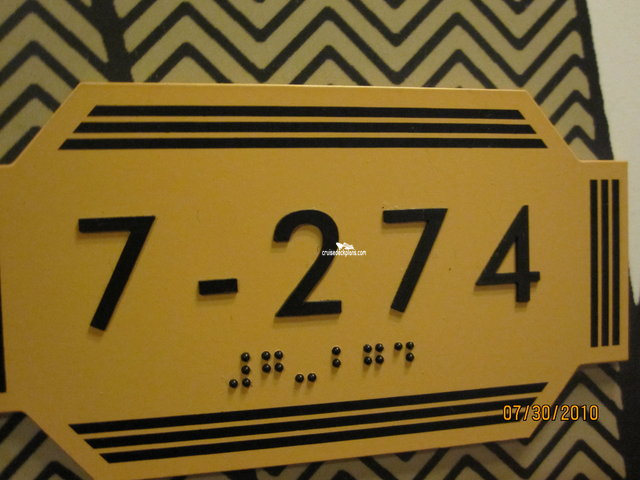 7-274
cruisedeckplans.com
⠼⠛⠤⠆⠛⠙
07/30/2010